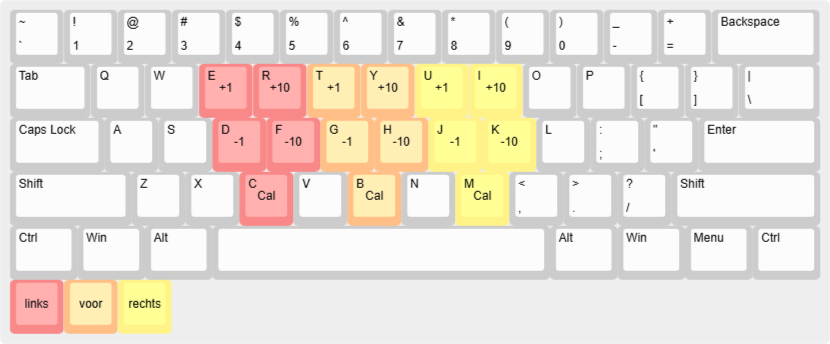 ~ ! @ # $ % ^ & * ( ) _ + Backspace
` 1 2 3 4 5 6 7 8 9 0 - =
Tab Q W E R T Y U I O P { } |
+1 +10 +1 +10 +1 +10 [ ] \
Caps Lock A S D F G H J K L : " Enter
-1 -10 -1 -10 -1 -10 ; '
Shift Z X C V B N M < > ? Shift
Cal Cal Cal , . /
Ctrl Win Alt Alt Win Menu Ctrl
links voor rechts